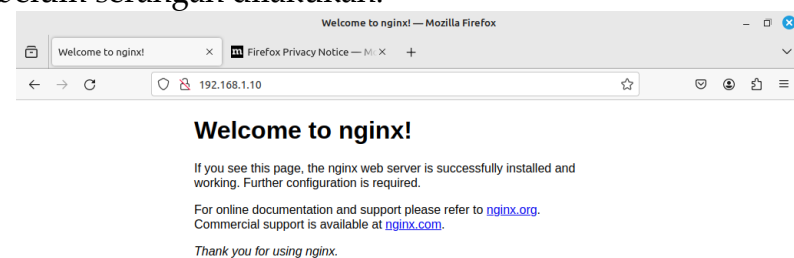 serangan dilakukan.
Welcome to nginx! — Mozilla Firefox
Welcome to nginx!
Firefox Privacy Notice — Mo
192.168.1.10
Welcome to nginx!
If you see this page, the nginx web server is successfully installed and
working. Further configuration is required.
For online documentation and support please refer to nginx.org.
Commercial support is available at nginx.com.
Thank you for using nginx.